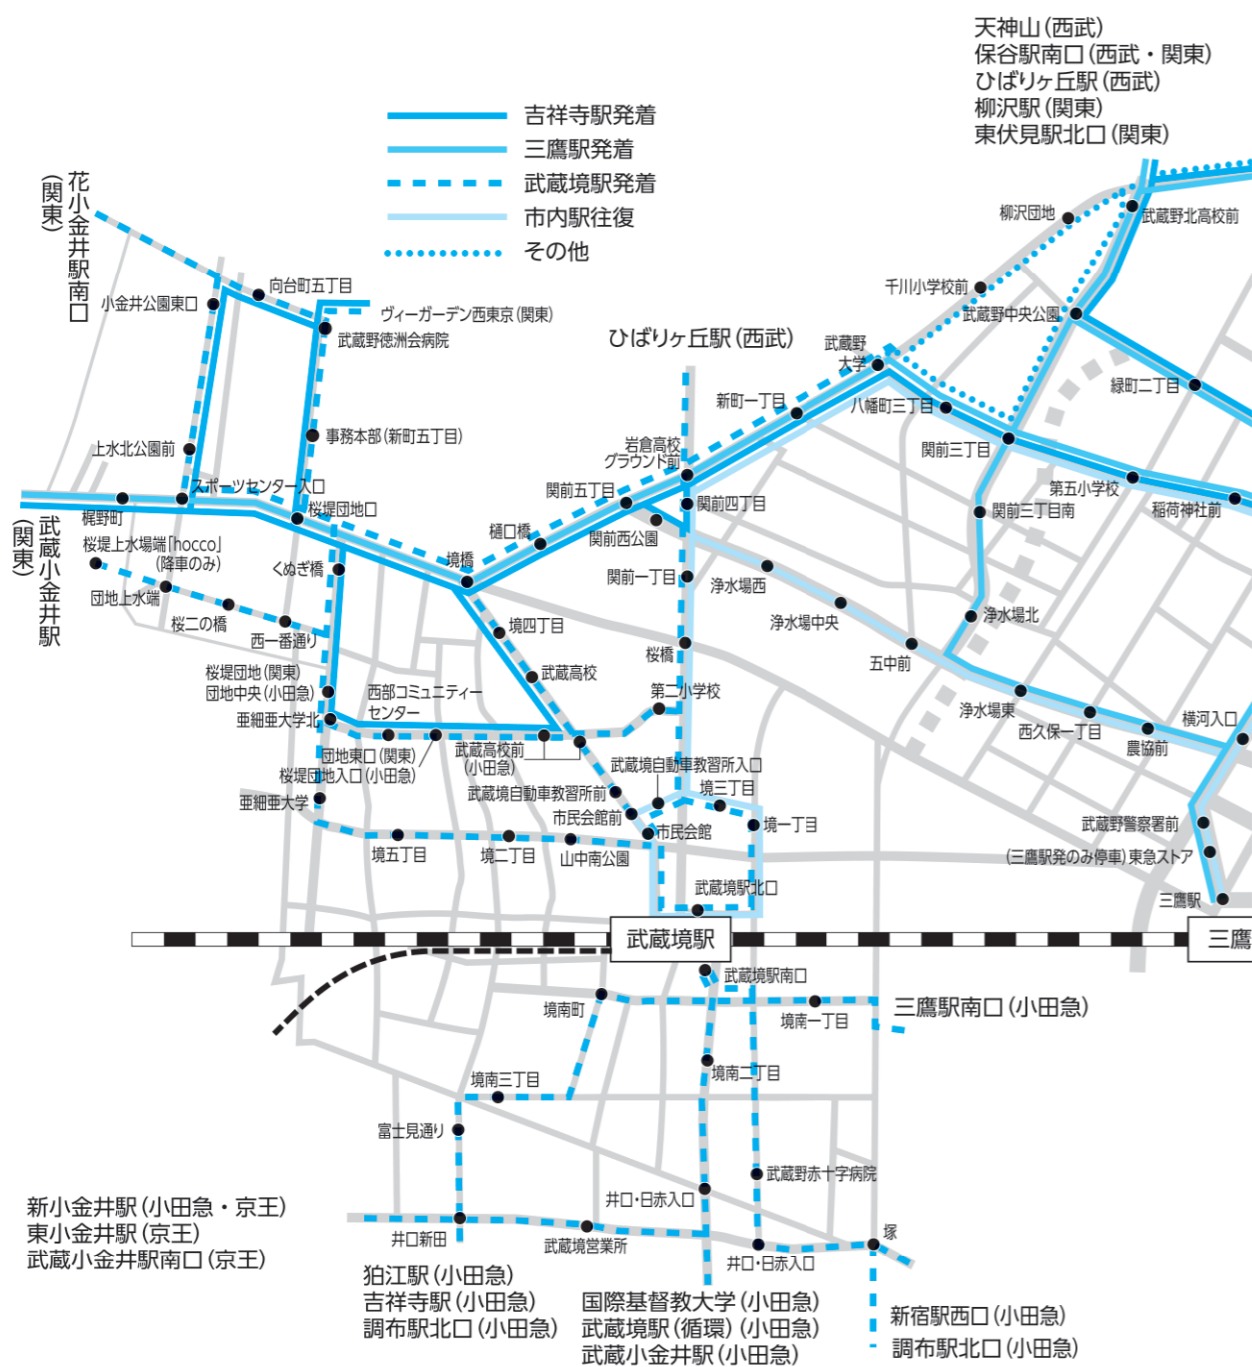 天神山(西武)
保谷駅南口(西武・関東)
ひばりヶ丘駅(西武)
柳沢駅(関東)
東伏見駅北口(関東)
吉祥寺駅発着
三鷹駅発着
武蔵境駅発着
市内駅往復
その他
花小金井駅南口
(関東)
向台町五丁目
小金井公園東口
ヴィーガーデン西東京(関東)
武蔵野徳洲会病院
柳沢団地
武蔵野北高校前
千川小学校前
武蔵野中央公園
ひばりヶ丘駅(西武)
武蔵野
大学
緑町二丁目
新町一丁目
八幡町三丁目
事務本部(新町五丁目)
上水北公園前
岩倉高校
グラウンド前
関前三丁目
スポーツセンター入口
関前五丁目
関前四丁目
第五小学校
稲荷神社前
梶野町
桜堤団地口
樋口橋
関前西公園
関前三丁目南
武蔵小金井駅
(関東)
桜堤上水場端「hocco」
(降車のみ)
くぬぎ橋
境橋
関前一丁目
浄水場西
団地上水端
桜二の橋
西一番通り
境四丁目
浄水場中央
浄水場北
桜橋
五中前
桜堤団地(関東)
団地中央(小田急)
西部コミュニティー
センター
武蔵高校
第二小学校
亜細亜大学北
浄水場東
西久保一丁目
横河入口
農協前
団地東口(関東)
桜堤団地入口(小田急)
武蔵高校前
(小田急)
武蔵境自動車教習所入口
武蔵境自動車教習所前
境三丁目
亜細亜大学
市民会館前
市民会館
境一丁目
武蔵野警察署前
境五丁目
境二丁目
山中南公園
(三鷹駅発のみ停車)東急ストア
武蔵境駅北口
三鷹駅
武蔵境駅
三鷹
武蔵境駅南口
境南町
境南一丁目
三鷹駅南口(小田急)
境南二丁目
境南三丁目
富士見通り
武蔵野赤十字病院
井口・日赤入口
新小金井駅(小田急・京王)
東小金井駅(京王)
武蔵小金井駅南口(京王)
井口新田
武蔵境営業所
塚
井口・日赤入口
狛江駅(小田急)
吉祥寺駅(小田急)
調布駅北口(小田急)
国際基督教大学(小田急)
武蔵境駅(循環)(小田急)
武蔵小金井駅(小田急)
新宿駅西口(小田急)
調布駅北口(小田急)